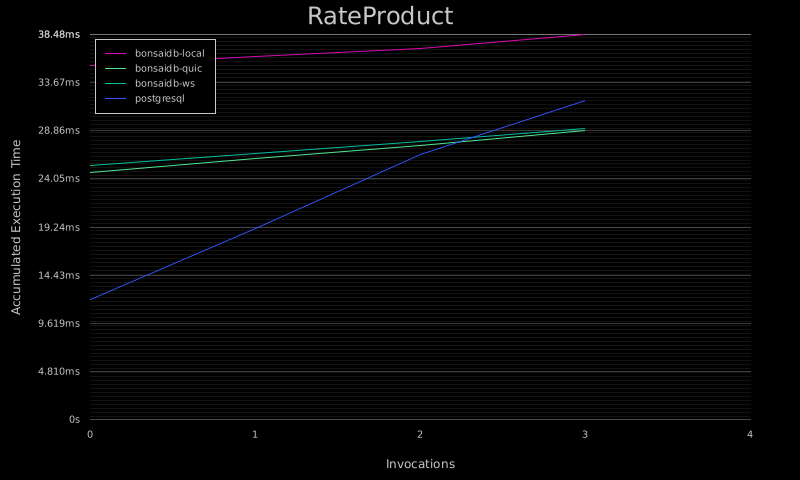 RateProduct
38.48ms
33.67ms
28.86ms
24.05ms
19.24ms
14.43ms
9.619ms
4.810ms
0s
bonsaidb-local
bonsaidb-quic
bonsaidb-ws
postgresql
Accumulated Execution Time
0
1
2
3
4
Invocations